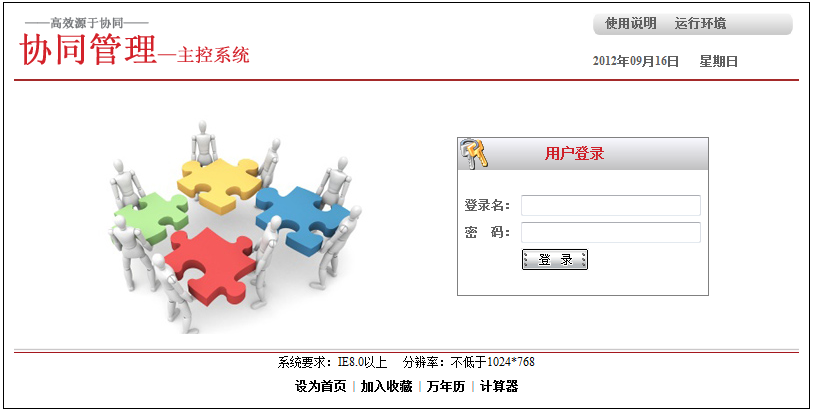 ——高效源于协同——
协同管理—主控系统
使用说明 运行环境
2012年09月16日 星期日
用户登录
登录名：
密 码：
登 录
系统要求：IE8.0以上 分辨率：不低于1024*768
设为首页 | 加入收藏 | 万年历 | 计算器